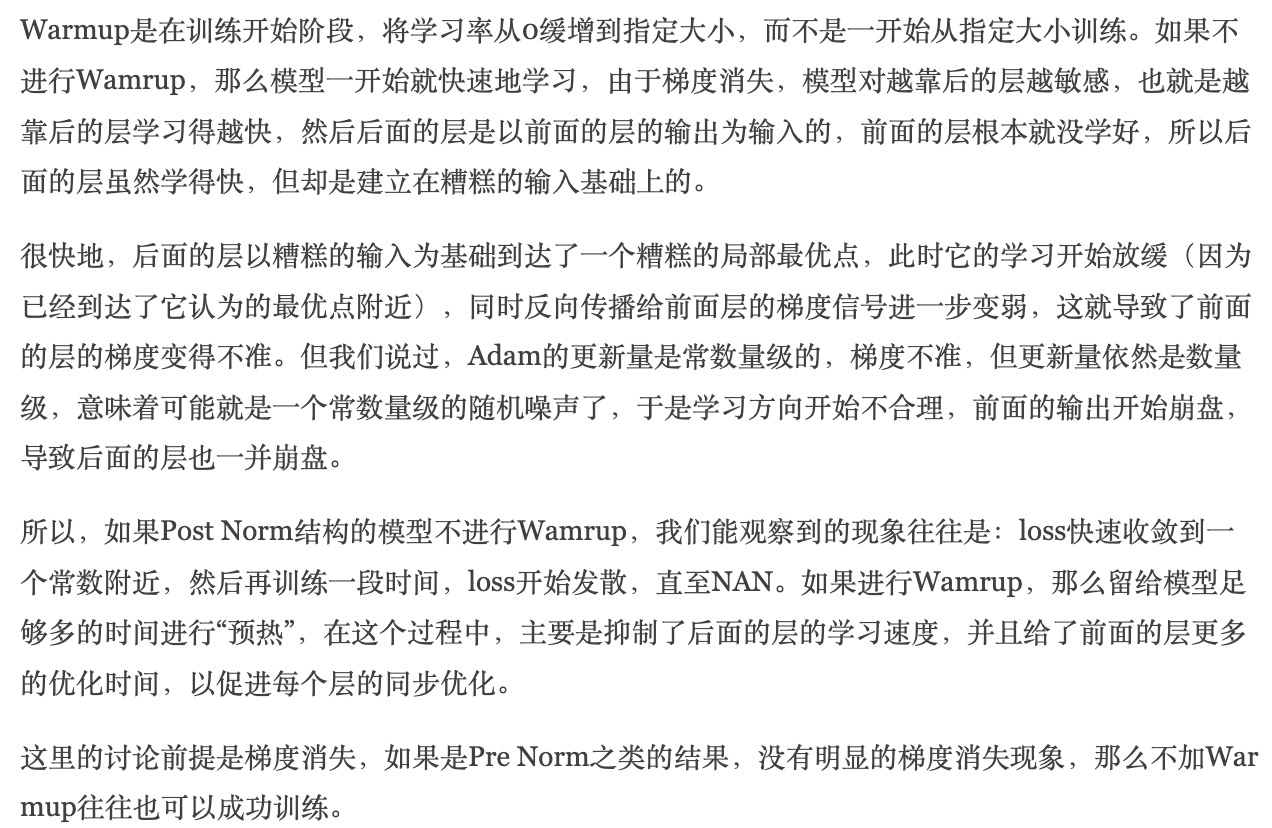 Warmup是在训练开始阶段，将学习率从0缓增到指定大小，而不是一开始从指定大小训练。如果不
进行Wamrup，那么模型一开始就快速地学习，由于梯度消失，模型对越靠后的层越敏感，也就是越
靠后的层学习得越快，然后后面的层是以前面的层的输出为输入的，前面的层根本就没学好，所以后
面的层虽然学得快，但却是建立在糟糕的输入基础上的。
很快地，后面的层以糟糕的输入为基础到达了一个糟糕的局部最优点，此时它的学习开始放缓（因为
已经到达了它认为的最优点附近），同时反向传播给前面层的梯度信号进一步变弱，这就导致了前面
的层的梯度变得不准。但我们说过，Adam的更新量是常数量级的，梯度不准，但更新量依然是数量
级，意味着可能就是一个常数量级的随机噪声了，于是学习方向开始不合理，前面的输出开始崩盘，
导致后面的层也一并崩盘。
所以，如果Post Norm结构的模型不进行Wamrup，我们能观察到的现象往往是：loss快速收敛到一
个常数附近，然后再训练一段时间，loss开始发散，直至NAN。如果进行Wamrup，那么留给模型足
够多的时间进行“预热”，在这个过程中，主要是抑制了后面的层的学习速度，并且给了前面的层更多
的优化时间，以促进每个层的同步优化。
这里的讨论前提是梯度消失，如果是Pre Norm之类的结果，没有明显的梯度消失现象，那么不加War
mup往往也可以成功训练。